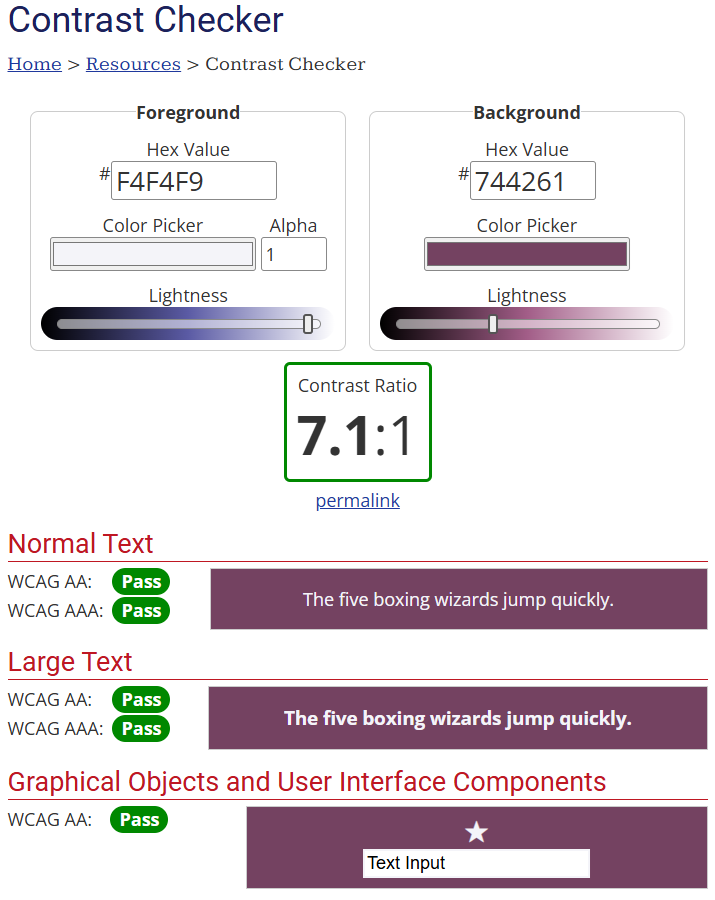 Contrast Checker
Home > Resources > Contrast Checker
Foreground
Hex Value
# F4F4F9
Color Picker Alpha
1
Lightness
Background
Hex Value
# 744261
Color Picker
Lightness
Contrast Ratio
7.1:1
permalink
Normal Text
WCAG AA: Pass
WCAG AAA: Pass
The five boxing wizards jump quickly.
Large Text
WCAG AA: Pass
WCAG AAA: Pass
The five boxing wizards jump quickly.
Graphical Objects and User Interface Components
WCAG AA: Pass
Text Input